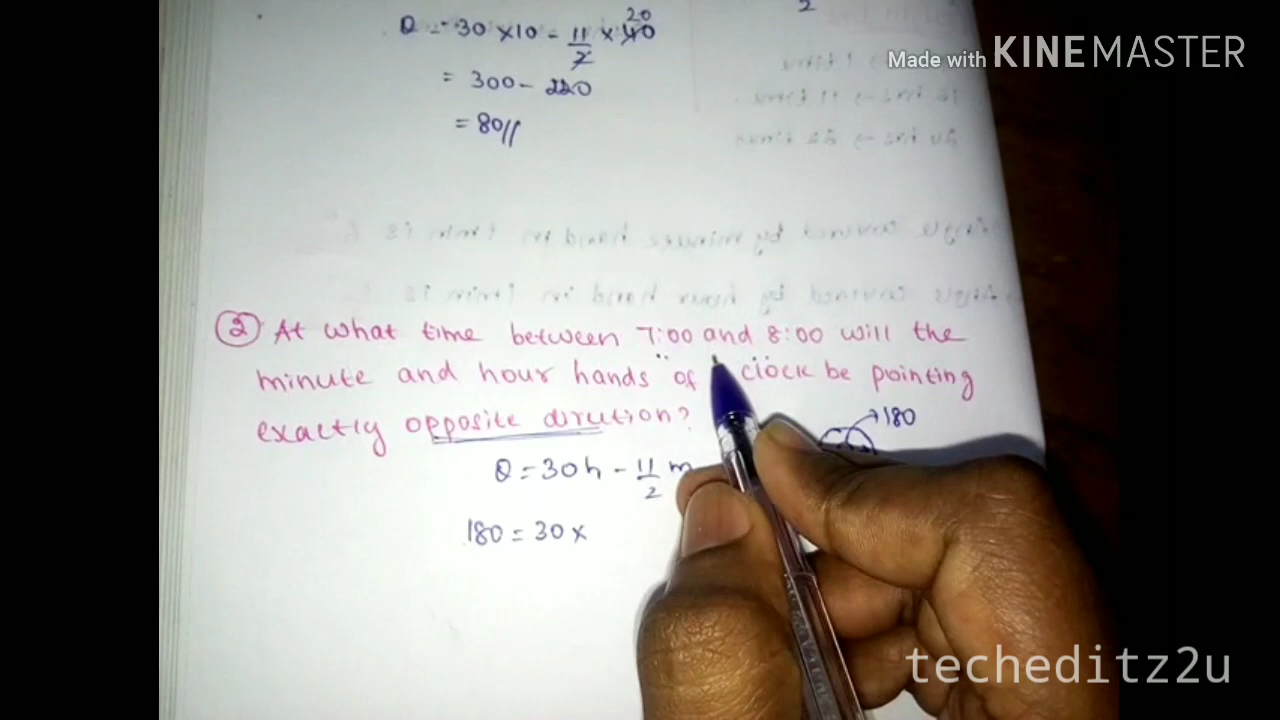 θ = 30 × 10 - 11/2 × 40 20
= 300 - 220
= 80//
2
Made with KINEMASTER
② At what time between 7:00 and 8:00 will the
minute and hour hands of clock be pointing
exactly opposite dirution?
180
θ = 30h - 11/2 m
180 = 30 ×
techeditz2u